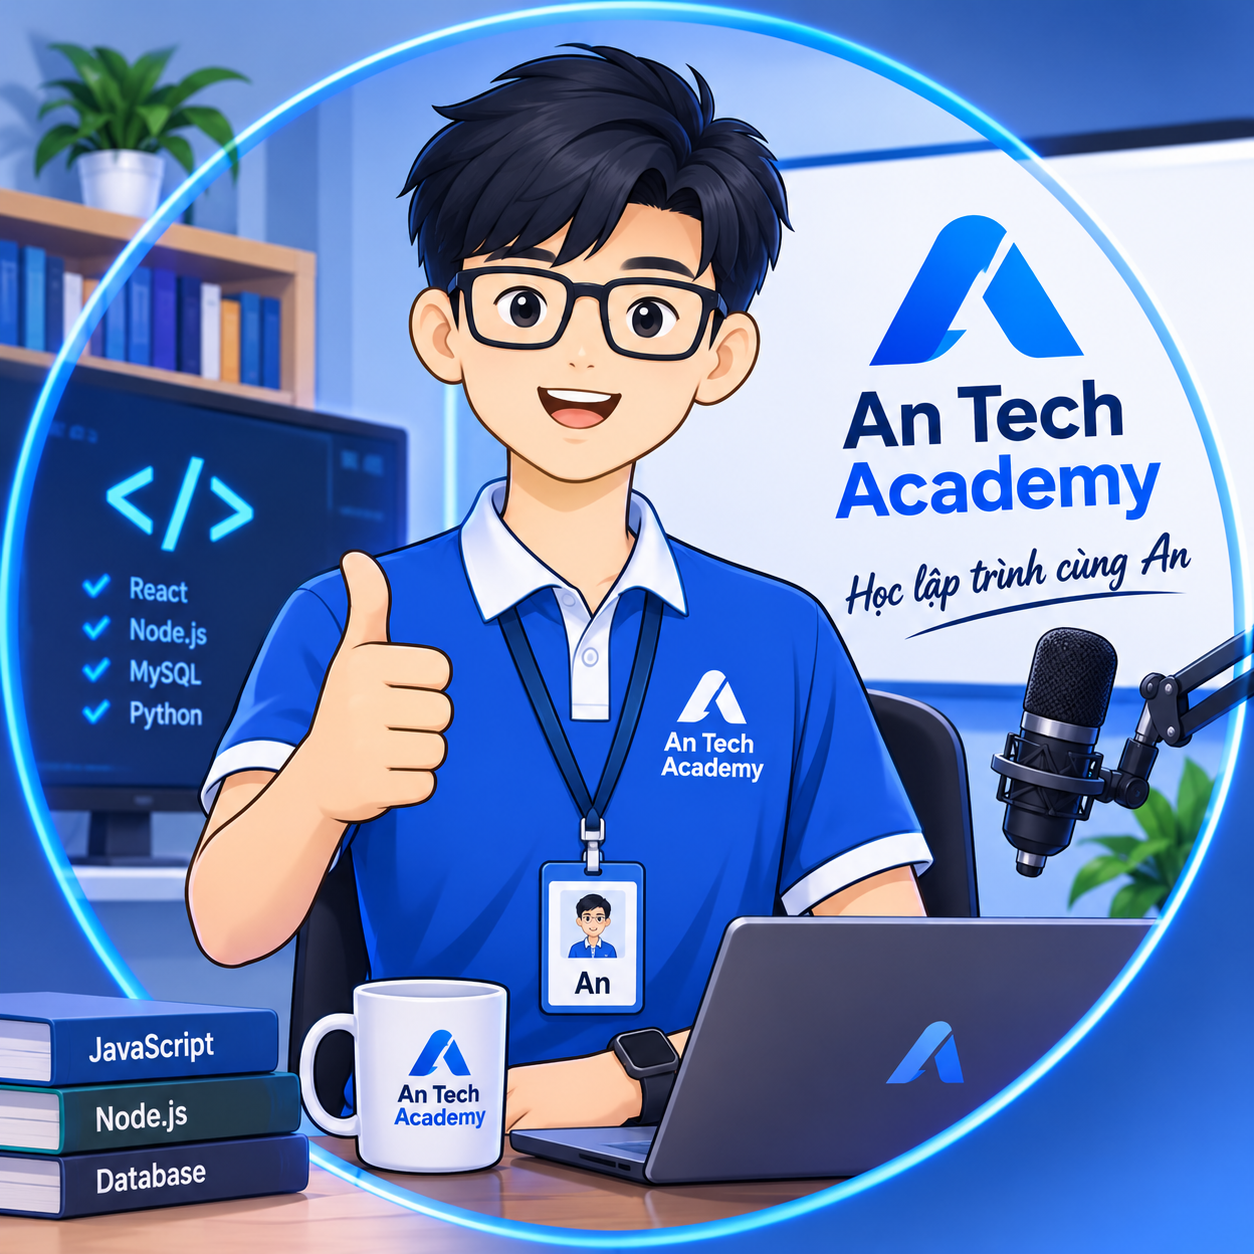 An Tech
Academy
Học lập trình cùng An
</>
React
Node.js
MySQL
Python
An Tech
Academy
An
JavaScript
Node.js
Database
An Tech
Academy